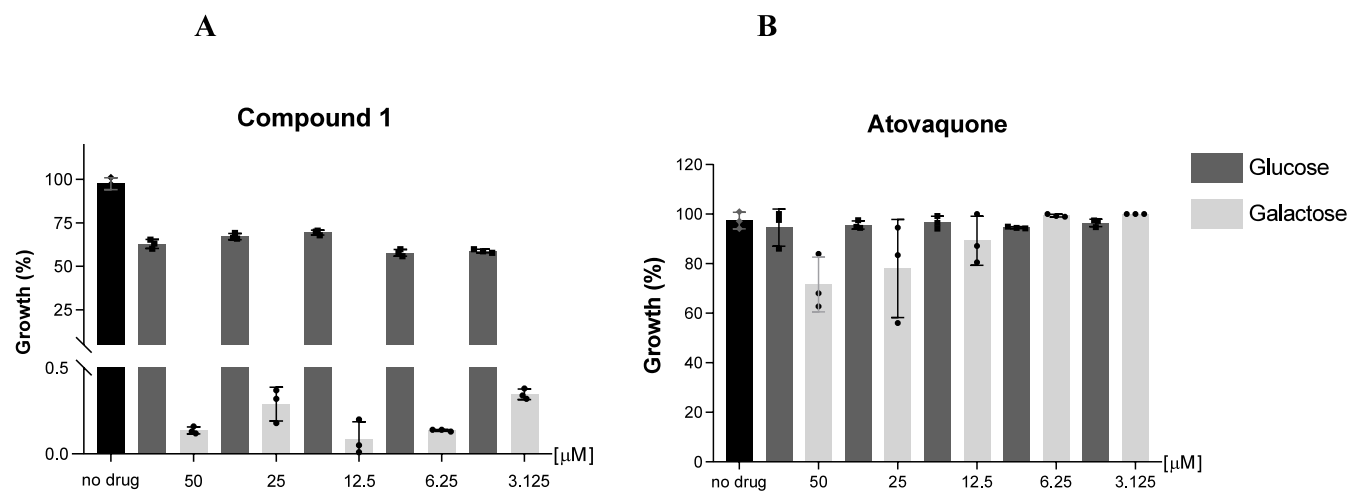 A
B
Compound 1
Atovaquone
Growth (%)
100
75
50
25
0.5
0.0
no drug
50
25
12.5
6.25
3.125
[µM]
Growth (%)
120
100
80
60
40
20
0
no drug
50
25
12.5
6.25
3.125
[µM]
Glucose
Galactose